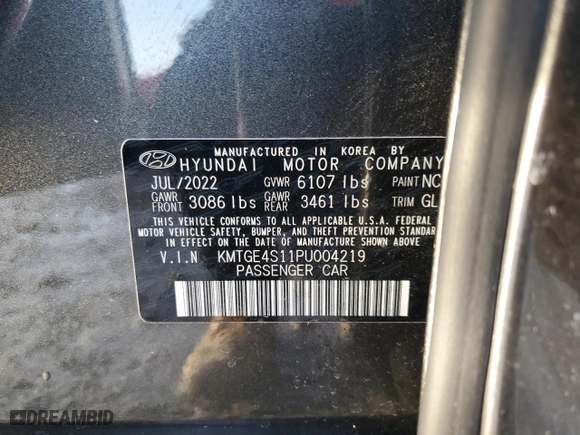 MANUFACTURED IN KOREA BY
HYUNDAI MOTOR COMPANY
JUL/2022 GVWR 6107 lbs PAINT NC
GAWR FRONT 3086 lbs GAWR REAR 3461 lbs TRIM GL
THIS VEHICLE CONFORMS TO ALL APPLICABLE U.S.A. FEDERAL
MOTOR VEHICLE SAFETY, BUMPER, AND THEFT PREVENTION STANDARD
IN EFFECT ON THE DATE OF MANUFACTURE SHOWN ABOVE.
V.I.N KMTGE4S11PU004219
PASSENGER CAR
DREAMBID